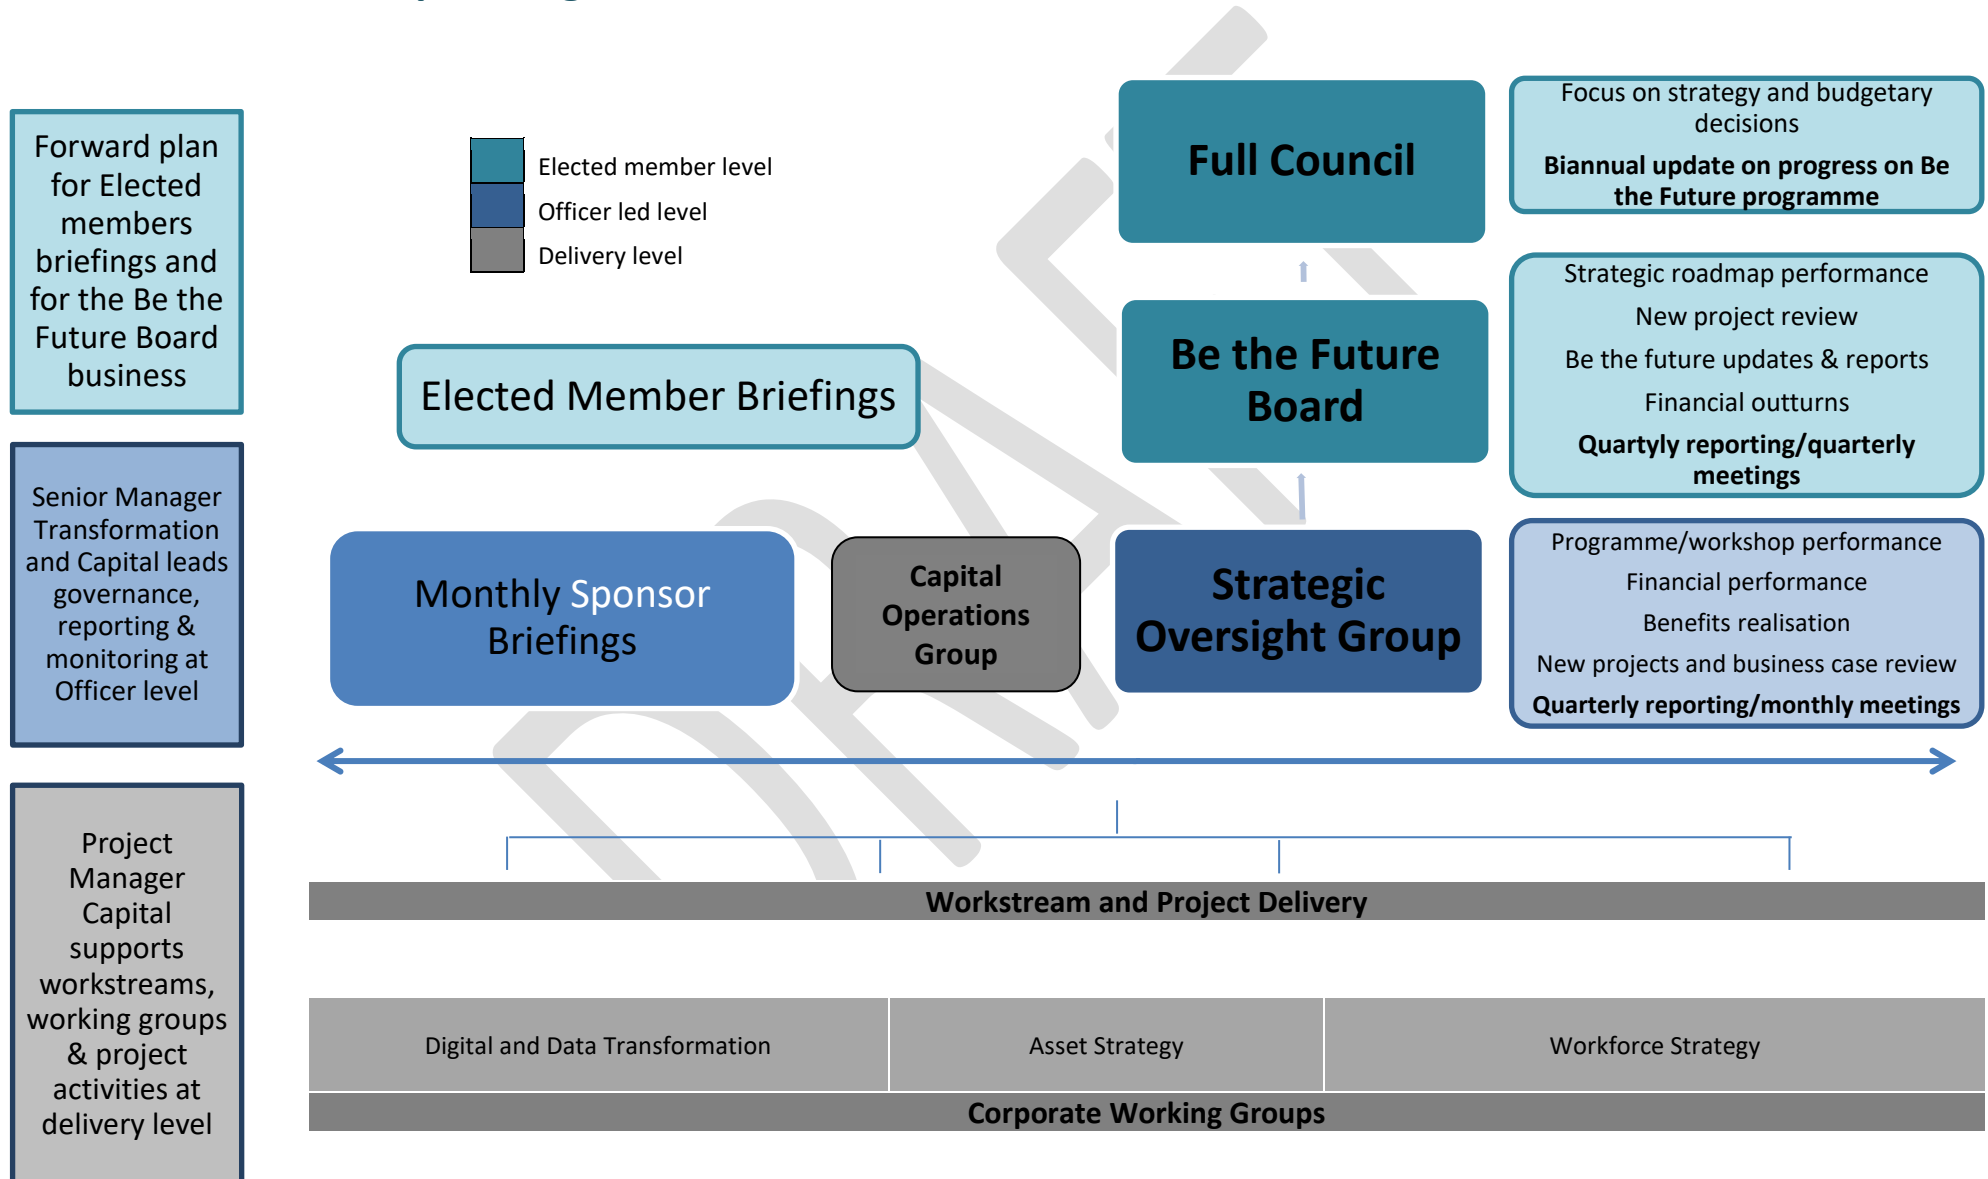 Forward plan
for Elected
members
briefings and
for the Be the
Future Board
business
Senior Manager
Transformation
and Capital leads
governance,
reporting &
monitoring at
Officer level
Project
Manager
Capital
supports
workstreams,
working groups
& project
activities at
delivery level
Elected member level
Officer led level
Delivery level
Full Council
Focus on strategy and budgetary
decisions
Biannual update on progress on Be
the Future programme
Elected Member Briefings
Be the Future
Board
Strategic roadmap performance
New project review
Be the future updates & reports
Financial outturns
Quartyly reporting/quarterly
meetings
Monthly Sponsor
Briefings
Capital
Operations
Group
Strategic
Oversight Group
Programme/workshop performance
Financial performance
Benefits realisation
New projects and business case review
Quarterly reporting/monthly meetings
Workstream and Project Delivery
Digital and Data Transformation
Asset Strategy
Workforce Strategy
Corporate Working Groups
DRAFT